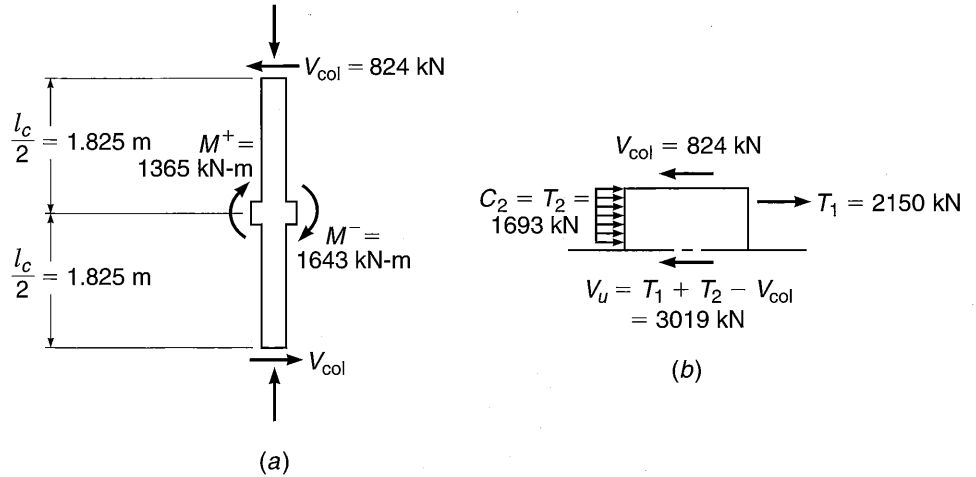 V_col = 824 kN
l_c/2 = 1.825 m
M⁺ =
1365 kN-m
M⁻ =
1643 kN-m
l_c/2 = 1.825 m
V_col
(a)
V_col = 824 kN
C₂ = T₂ =
1693 kN
T₁ = 2150 kN
V_u = T₁ + T₂ − V_col
= 3019 kN
(b)